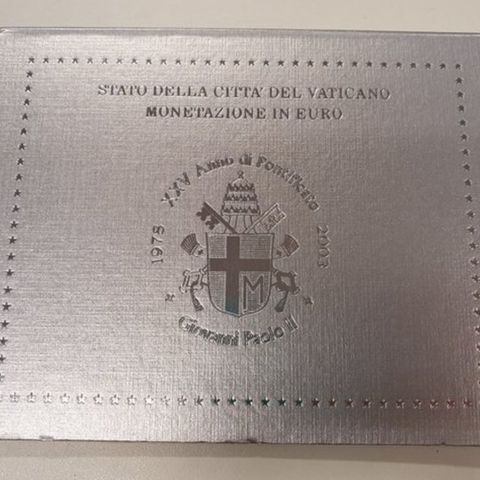 STATO DELLA CITTA' DEL VATICANO
MONETAZIONE IN EURO
XXV Anno di Pontificato
1978
2003
M
Giovanni Paolo II